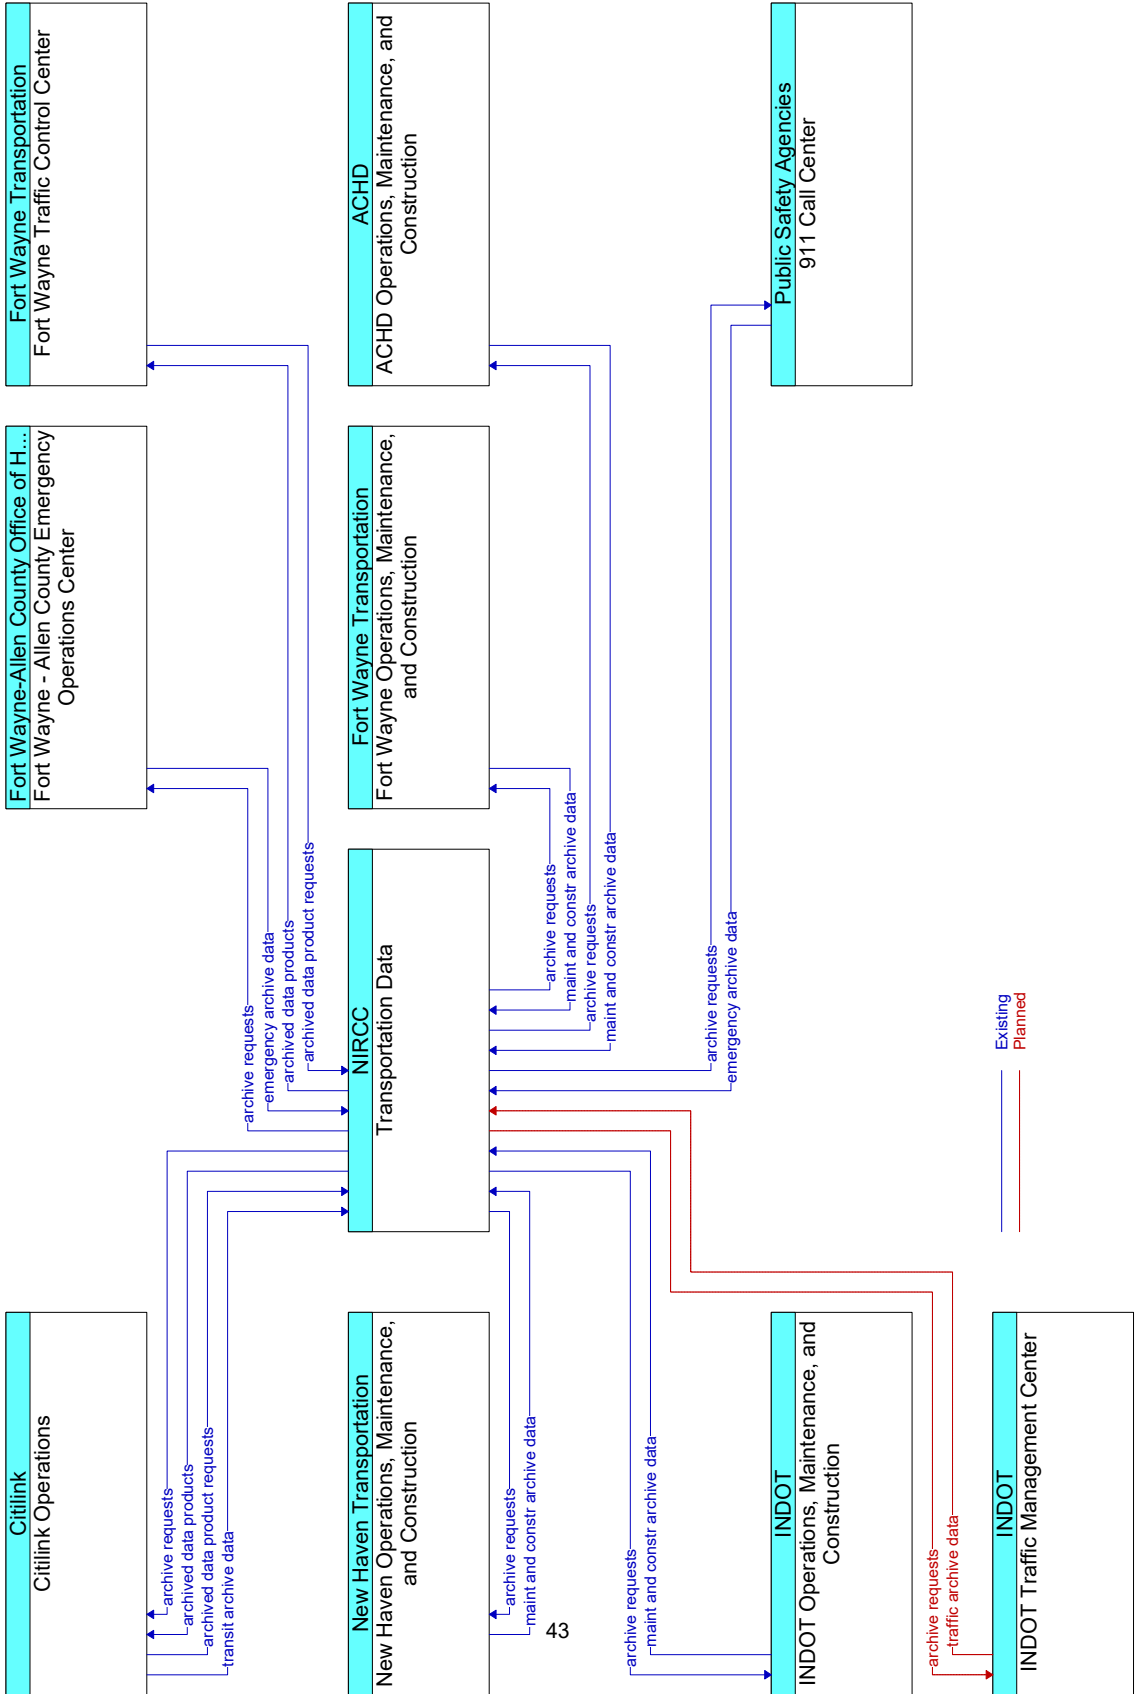 Citilink
Citilink Operations
Fort Wayne-Allen County Office of H...
Fort Wayne - Allen County Emergency
Operations Center
Fort Wayne Transportation
Fort Wayne Traffic Control Center
archive requests
archived data products
archived data product requests
transit archive data
archive requests
emergency archive data
archived data products
archived data product requests
New Haven Transportation
New Haven Operations, Maintenance,
and Construction
NIRCC
Transportation Data
Fort Wayne Transportation
Fort Wayne Operations, Maintenance,
and Construction
ACHD
ACHD Operations, Maintenance, and
Construction
archive requests
maint and constr archive data
archive requests
maint and constr archive data
archive requests
maint and constr archive data
43
archive requests
maint and constr archive data
archive requests
emergency archive data
INDOT
INDOT Operations, Maintenance, and
Construction
Public Safety Agencies
911 Call Center
archive requests
traffic archive data
INDOT
INDOT Traffic Management Center
Existing
Planned